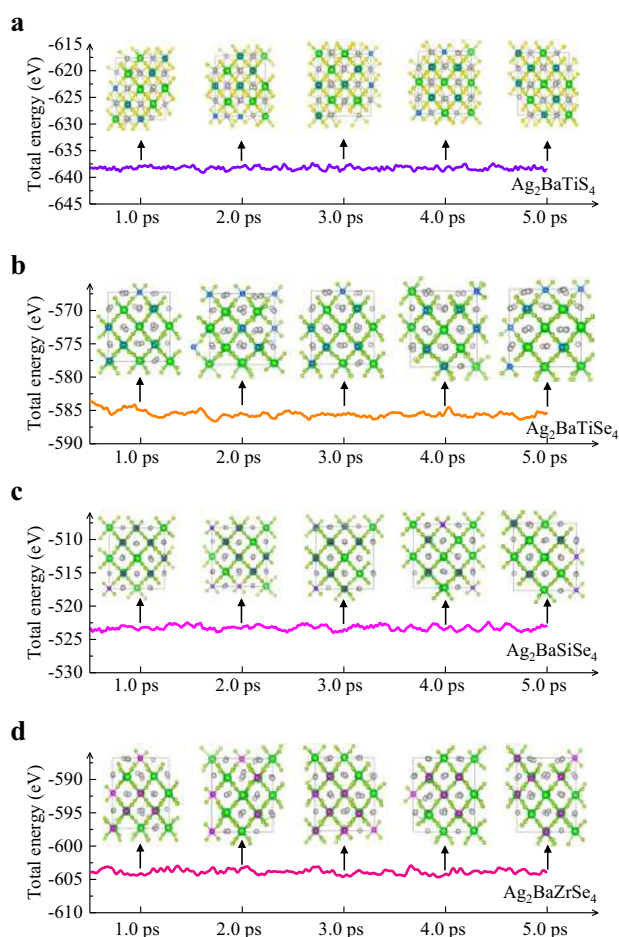 a
Total energy (eV)
-615
-620
-625
-630
-635
-640
-645
1.0 ps 2.0 ps 3.0 ps 4.0 ps 5.0 ps
Ag₂BaTiS₄
b
Total energy (eV)
-570
-575
-580
-585
-590
1.0 ps 2.0 ps 3.0 ps 4.0 ps 5.0 ps
Ag₂BaTiSe₄
c
Total energy (eV)
-510
-515
-520
-525
-530
1.0 ps 2.0 ps 3.0 ps 4.0 ps 5.0 ps
Ag₂BaSiSe₄
d
Total energy (eV)
-590
-595
-600
-605
-610
1.0 ps 2.0 ps 3.0 ps 4.0 ps 5.0 ps
Ag₂BaZrSe₄